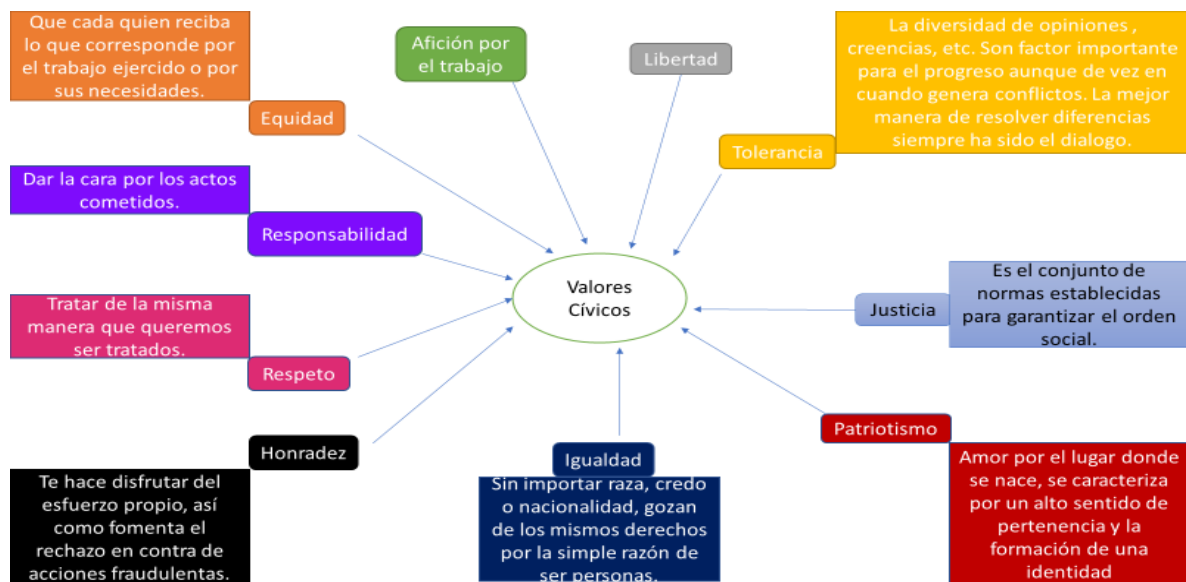 Que cada quien reciba
lo que corresponde por
el trabajo ejercido o por
sus necesidades.
Equidad
Afición por
el trabajo
Libertad
La diversidad de opiniones ,
creencias, etc. Son factor importante
para el progreso aunque de vez en
cuando genera conflictos. La mejor
manera de resolver diferencias
siempre ha sido el dialogo.
Tolerancia
Dar la cara por los actos
cometidos.
Responsabilidad
Valores
Cívicos
Es el conjunto de
normas establecidas
para garantizar el orden
social.
Justicia
Tratar de la misma
manera que queremos
ser tratados.
Respeto
Honradez
Te hace disfrutar del
esfuerzo propio, así
como fomenta el
rechazo en contra de
acciones fraudulentas.
Igualdad
Sin importar raza, credo
o nacionalidad, gozan
de los mismos derechos
por la simple razón de
ser personas.
Patriotismo
Amor por el lugar donde
se nace, se caracteriza
por un alto sentido de
pertenencia y la
formación de una
identidad